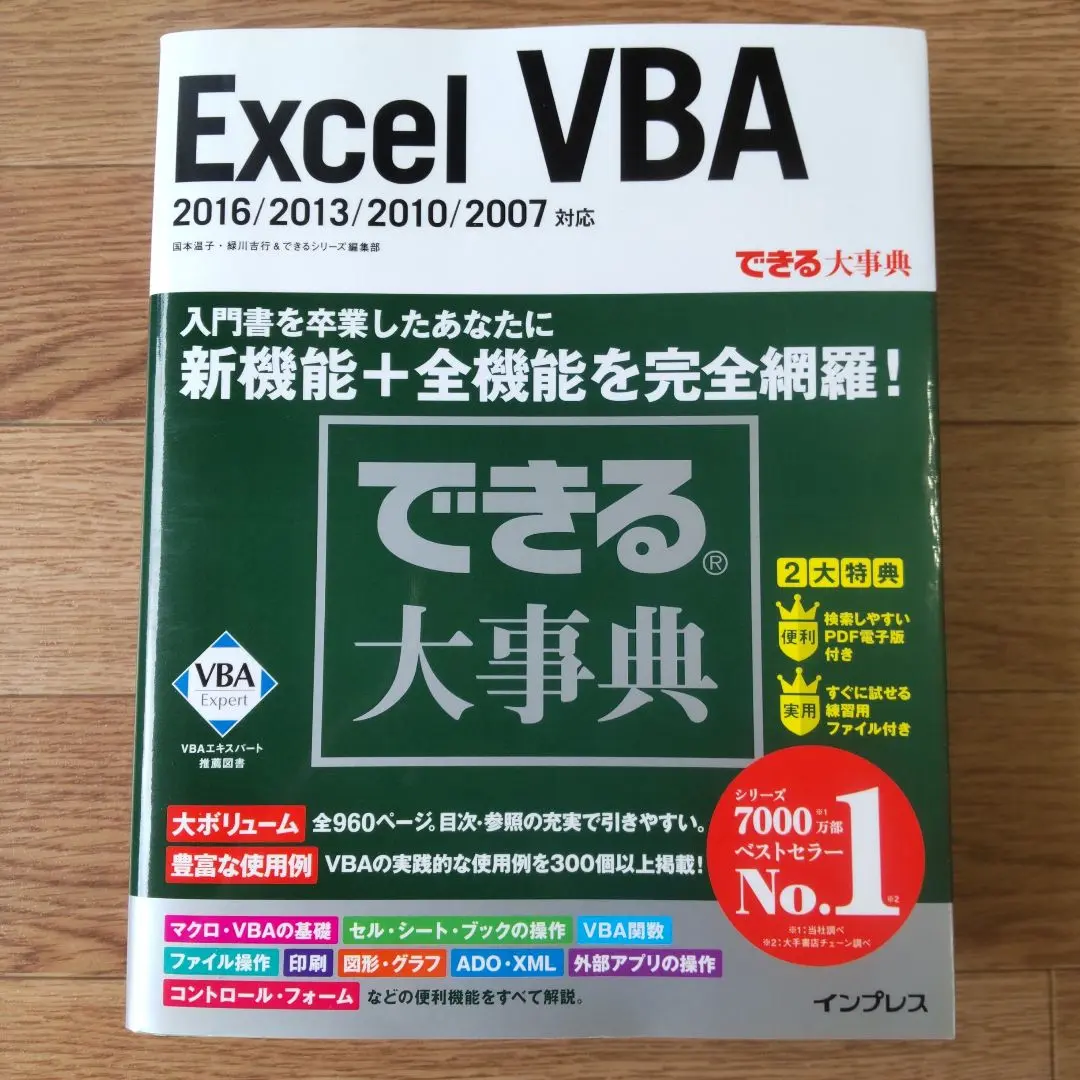 Excel VBA
2016/2013/2010/2007 対応
国本温子・緑川吉行&できるシリーズ編集部
できる大事典
入門書を卒業したあなたに
新機能+全機能を完全網羅!
できる®
大事典
2大特典
便利
検索しやすい
PDF電子版
付き
実用
すぐに試せる
練習用
ファイル付き
VBA
Expert
VBAエキスパート
推薦図書
大ボリューム 全960ページ。目次・参照の充実で引きやすい。
豊富な使用例 VBAの実践的な使用例を300個以上掲載!
シリーズ
7000万部※1
ベストセラー
No.1※2
※1:当社調べ
※2:大手書店チェーン調べ
マクロ・VBAの基礎 セル・シート・ブックの操作 VBA関数
ファイル操作 印刷 図形・グラフ ADO・XML 外部アプリの操作
コントロール・フォーム などの便利機能をすべて解説。
インプレス